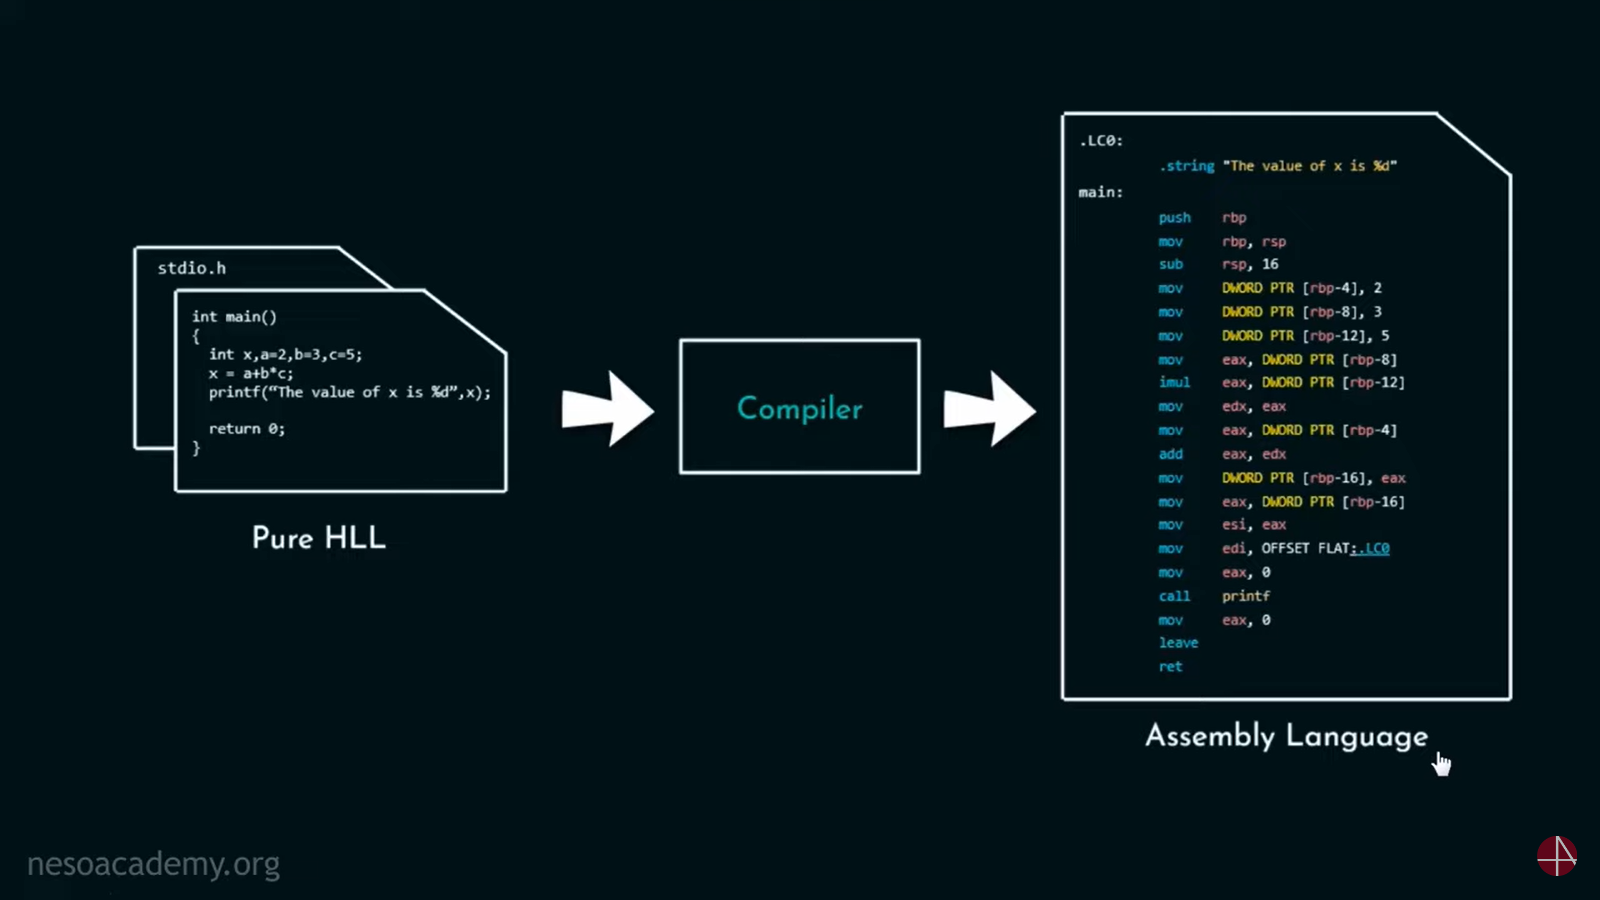 stdio.h
int main()
{
int x,a=2,b=3,c=5;
x = a+b*c;
printf(“The value of x is %d”,x);
return 0;
}
Pure HLL
Compiler
.LC0:
.string "The value of x is %d"
main:
push rbp
mov rbp, rsp
sub rsp, 16
mov DWORD PTR [rbp-4], 2
mov DWORD PTR [rbp-8], 3
mov DWORD PTR [rbp-12], 5
mov eax, DWORD PTR [rbp-8]
imul eax, DWORD PTR [rbp-12]
mov edx, eax
mov eax, DWORD PTR [rbp-4]
add eax, edx
mov DWORD PTR [rbp-16], eax
mov eax, DWORD PTR [rbp-16]
mov esi, eax
mov edi, OFFSET FLAT:.LC0
mov eax, 0
call printf
mov eax, 0
leave
ret
Assembly Language
nesoacademy.org